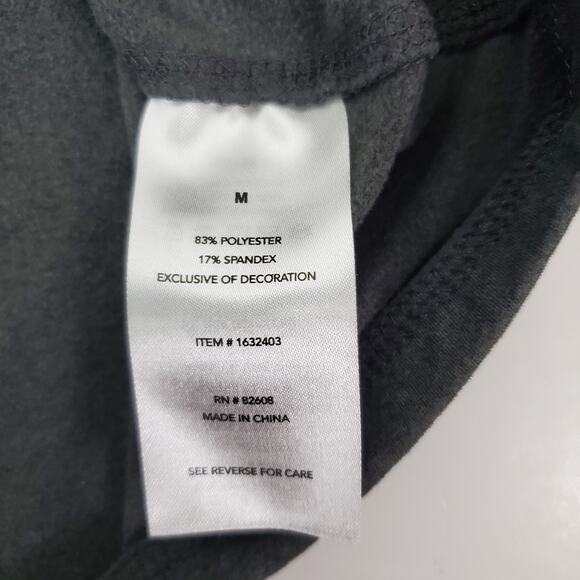 M
83% POLYESTER
17% SPANDEX
EXCLUSIVE OF DECORATION
ITEM # 1632403
RN # 82608
MADE IN CHINA
SEE REVERSE FOR CARE